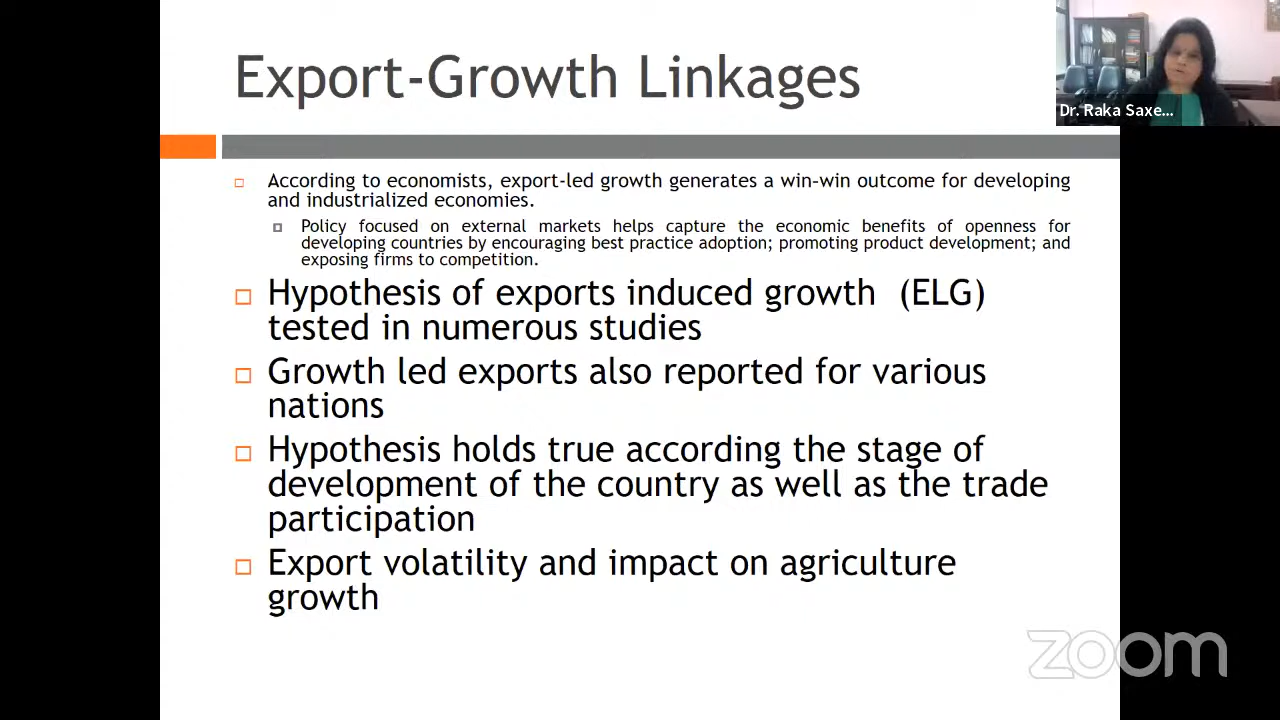 Export-Growth Linkages
Dr. Raka Saxe...
According to economists, export-led growth generates a win-win outcome for developing
and industrialized economies.
Policy focused on external markets helps capture the economic benefits of openness for
developing countries by encouraging best practice adoption; promoting product development; and
exposing firms to competition.
Hypothesis of exports induced growth (ELG)
tested in numerous studies
Growth led exports also reported for various
nations
Hypothesis holds true according the stage of
development of the country as well as the trade
participation
Export volatility and impact on agriculture
growth
zoom